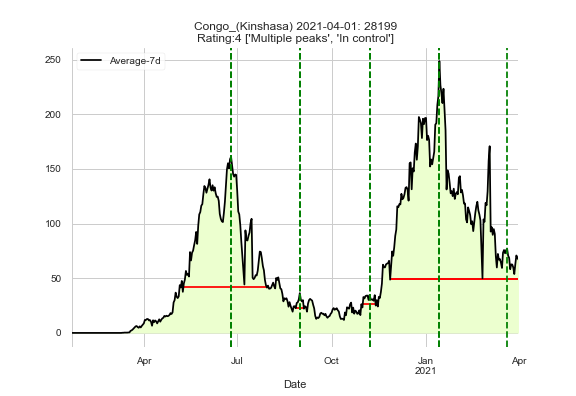 Congo_(Kinshasa) 2021-04-01: 28199
Rating:4 ['Multiple peaks', 'In control']
Average-7d
250
200
150
100
50
0
Apr
Jul
Oct
Jan
2021
Apr
Date